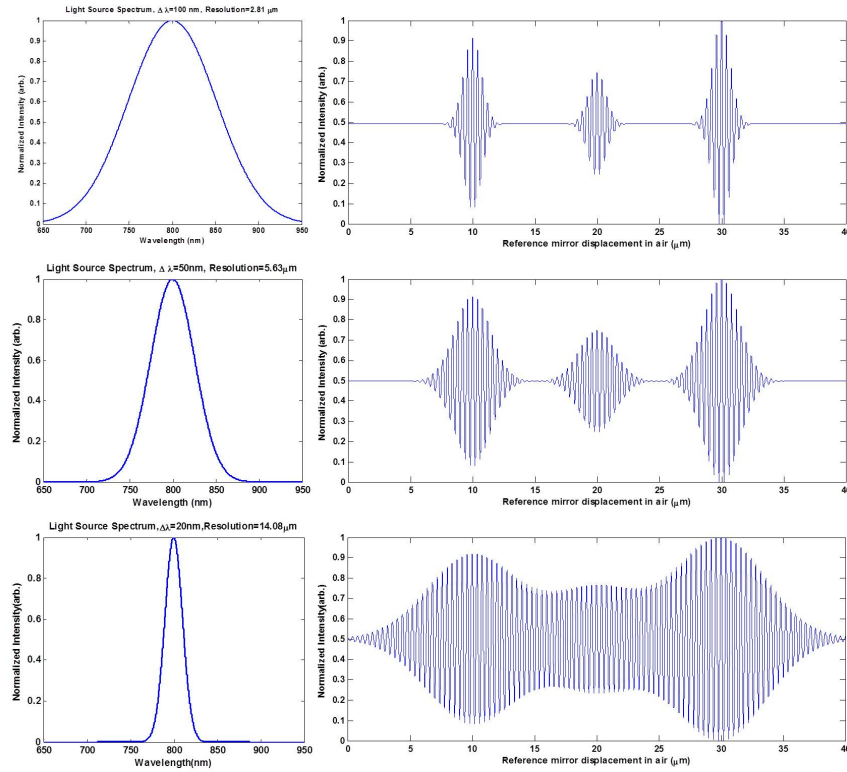 Light Source Spectrum, Δ λ=100 nm, Resolution=2.81 μm
Normalized Intensity (arb.)
1
0.9
0.8
0.7
0.6
0.5
0.4
0.3
0.2
0.1
0
650 700 750 800 850 900 950
Wavelength (nm)
Normalized Intensity (arb.)
1
0.9
0.8
0.7
0.6
0.5
0.4
0.3
0.2
0.1
0
0 5 10 15 20 25 30 35 40
Reference mirror displacement in air (μm)
Light Source Spectrum, Δ λ=50nm, Resolution=5.63μm
Normalized Intensity (arb.)
1
0.8
0.6
0.4
0.2
0
650 700 750 800 850 900 950
Wavelength (nm)
Normalized Intensity (arb.)
1
0.9
0.8
0.7
0.6
0.5
0.4
0.3
0.2
0.1
0
0 5 10 15 20 25 30 35 40
Reference mirror displacement in air (μm)
Light Source Spectrum,Δλ=20nm,Resolution=14.08μm
Normalized Intensity(arb.)
1
0.8
0.6
0.4
0.2
0
650 700 750 800 850 900 950
Wavelength(nm)
Normalized Intensity(arb.)
1
0.9
0.8
0.7
0.6
0.5
0.4
0.3
0.2
0.1
0
0 5 10 15 20 25 30 35 40
Reference mirror displacement in air (μm)